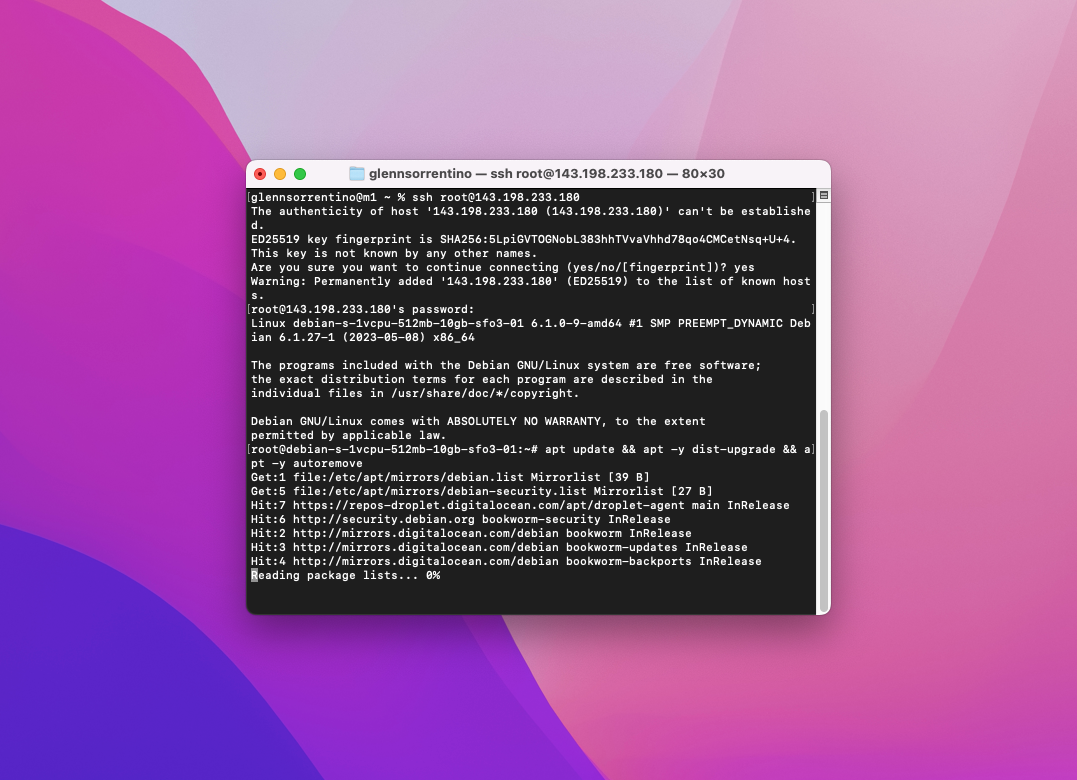 glennsorrentino — ssh root@143.198.233.180 — 80×30
[glennsorrentino@m1 ~ % ssh root@143.198.233.180 ]
The authenticity of host '143.198.233.180 (143.198.233.180)' can't be establishe
d.
ED25519 key fingerprint is SHA256:5LpiGVTOGNobL383hhTVvaVhhd78qo4CMCetNsq+U+4.
This key is not known by any other names.
Are you sure you want to continue connecting (yes/no/[fingerprint])? yes
Warning: Permanently added '143.198.233.180' (ED25519) to the list of known host
s.
[root@143.198.233.180's password: ]
Linux debian-s-1vcpu-512mb-10gb-sfo3-01 6.1.0-9-amd64 #1 SMP PREEMPT_DYNAMIC Deb
ian 6.1.27-1 (2023-05-08) x86_64
The programs included with the Debian GNU/Linux system are free software;
the exact distribution terms for each program are described in the
individual files in /usr/share/doc/*/copyright.
Debian GNU/Linux comes with ABSOLUTELY NO WARRANTY, to the extent
permitted by applicable law.
[root@debian-s-1vcpu-512mb-10gb-sfo3-01:~# apt update && apt -y dist-upgrade && a]
pt -y autoremove
Get:1 file:/etc/apt/mirrors/debian.list Mirrorlist [39 B]
Get:5 file:/etc/apt/mirrors/debian-security.list Mirrorlist [27 B]
Hit:7 https://repos-droplet.digitalocean.com/apt/droplet-agent main InRelease
Hit:6 http://security.debian.org bookworm-security InRelease
Hit:2 http://mirrors.digitalocean.com/debian bookworm InRelease
Hit:3 http://mirrors.digitalocean.com/debian bookworm-updates InRelease
Hit:4 http://mirrors.digitalocean.com/debian bookworm-backports InRelease
Reading package lists... 0%